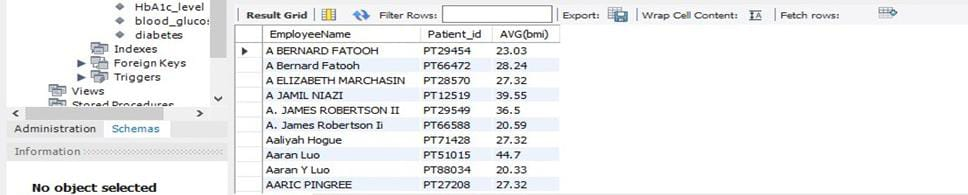 HbA1c_level
blood_glucos
diabetes
Indexes
Foreign Keys
Triggers
Views
Stored Procedures
Administration Schemas
Information
No object selected
Result Grid Filter Rows: Export: Wrap Cell Content: Fetch rows:
EmployeeName Patient_id AVG(bmi)
A BERNARD FATOOH PT29454 23.03
A Bernard Fatooh PT66472 28.24
A ELIZABETH MARCHASIN PT28570 27.32
A JAMIL NIAZI PT12519 39.55
A. JAMES ROBERTSON II PT29549 36.5
A. James Robertson Ii PT66588 20.59
Aaliyah Hogue PT71428 27.32
Aaran Luo PT51015 44.7
Aaran Y Luo PT88034 20.33
AARIC PINGREE PT27208 27.32